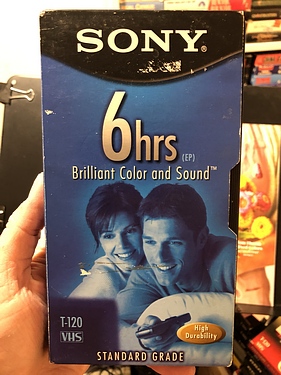 SONY®
6hrs (EP)
Brilliant Color and Sound™
T-120
VHS
High
Durability
STANDARD GRADE